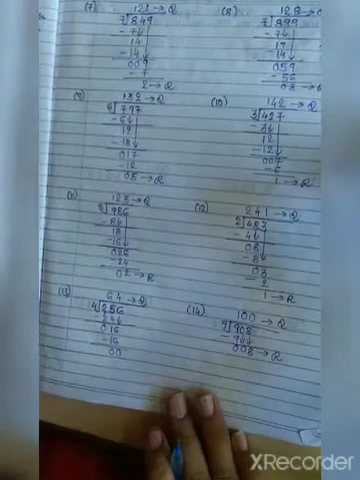 (7) 121 → Q
7)849
-7↓
14
-14↓
009
-7
2 → R
(8) 128 → Q
7)899
-7↓
19
-14↓
059
-56
03 → R
(9) 132 → Q
6)797
-6↓
19
-18↓
017
-12
05 → R
(10) 142 → Q
3)427
-3↓
12
-12↓
007
-6
1 → R
(11) 123 → Q
8)986
-8↓
18
-16↓
026
-24
02 → R
(12) 241 → Q
2)483
-4↓
08
-8↓
03
2
1 → R
(13) 64 → Q
4)256
-24↓
016
-16
00
(14) 100 → Q
9)908
-9↓↓
008 → R
XRecorder